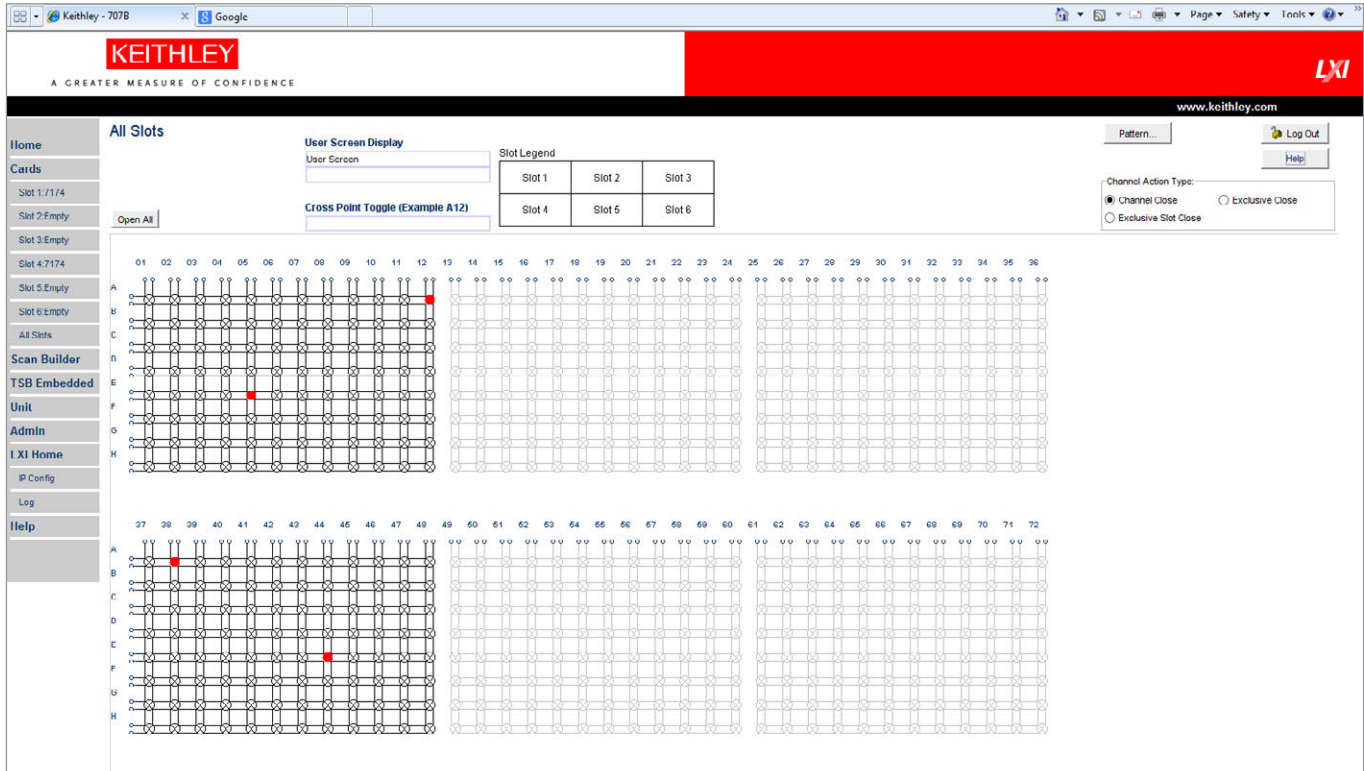 Keithley - 707B
Google
Page Safety Tools
KEITHLEY
A GREATER MEASURE OF CONFIDENCE
LXI
www.keithley.com
Home
Cards
Slot 1:7174
Slot 2:Empty
Slot 3:Empty
Slot 4:7174
Slot 5:Empty
Slot 6:Empty
All Slots
Scan Builder
TSB Embedded
Unit
Admin
LXI Home
IP Config
Log
Help
All Slots
Open All
User Screen Display
User Screen
Cross Point Toggle (Example A12)
Slot Legend
Slot 1 Slot 2 Slot 3
Slot 4 Slot 5 Slot 6
Pattern... Log Out
Help
Channel Action Type:
Channel Close Exclusive Close
Exclusive Slot Close
01 02 03 04 05 06 07 08 09 10 11 12 13 14 15 16 17 18 19 20 21 22 23 24 25 26 27 28 29 30 31 32 33 34 35 36
A
B
C
D
E
F
G
H
37 38 39 40 41 42 43 44 45 46 47 48 49 50 51 52 53 54 55 56 57 58 59 60 61 62 63 64 65 66 67 68 69 70 71 72
A
B
C
D
E
F
G
H